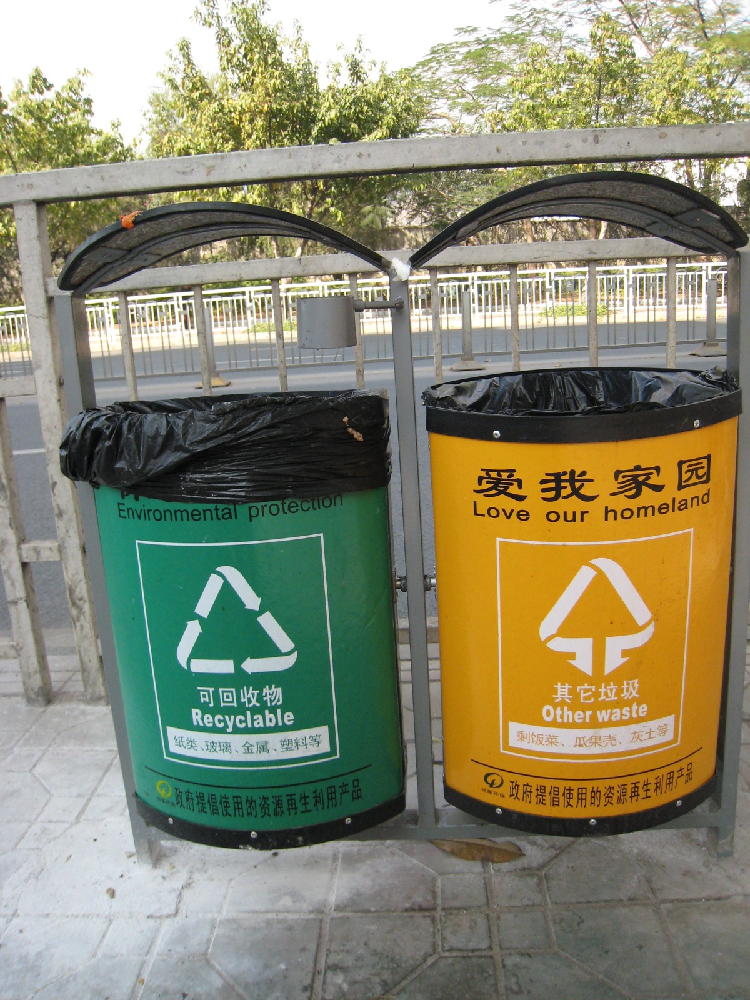 Environmental protection
可回收物
Recyclable
纸类、玻璃、金属、塑料等
政府提倡使用的资源再生利用产品
爱我家园
Love our homeland
其它垃圾
Other waste
剩饭菜、瓜果壳、灰土等
政府提倡使用的资源再生利用产品